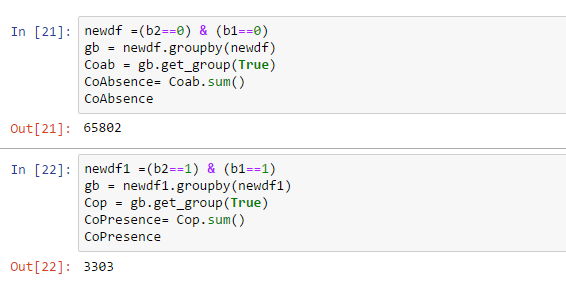 In [21]: newdf =(b2==0) & (b1==0)
gb = newdf.groupby(newdf)
Coab = gb.get_group(True)
CoAbsence= Coab.sum()
CoAbsence
Out[21]: 65802
In [22]: newdf1 =(b2==1) & (b1==1)
gb = newdf1.groupby(newdf1)
Cop = gb.get_group(True)
CoPresence= Cop.sum()
CoPresence
Out[22]: 3303